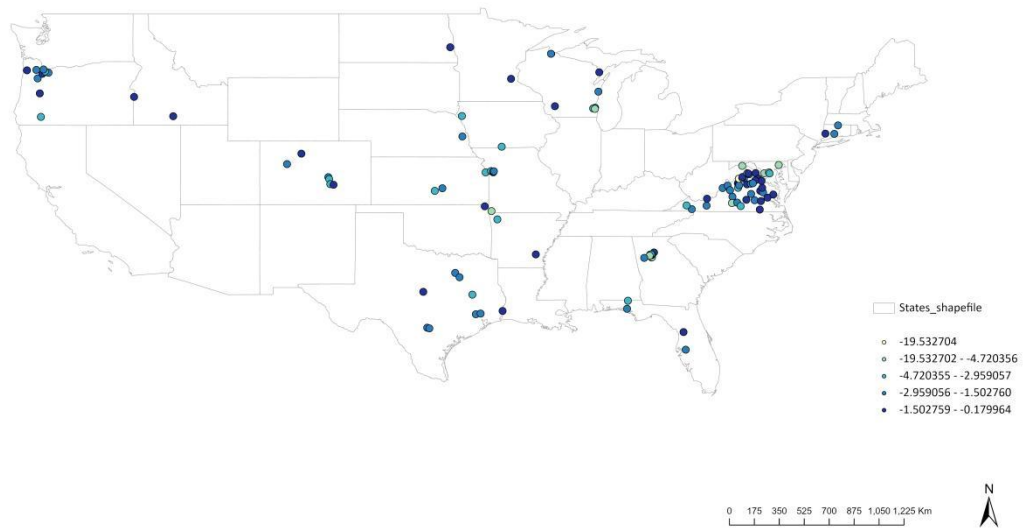 States_shapefile
-19.532704
-19.532702 - -4.720356
-4.720355 - -2.959057
-2.959056 - -1.502760
-1.502759 - -0.179964
N
0 175 350 525 700 875 1,050 1,225 Km